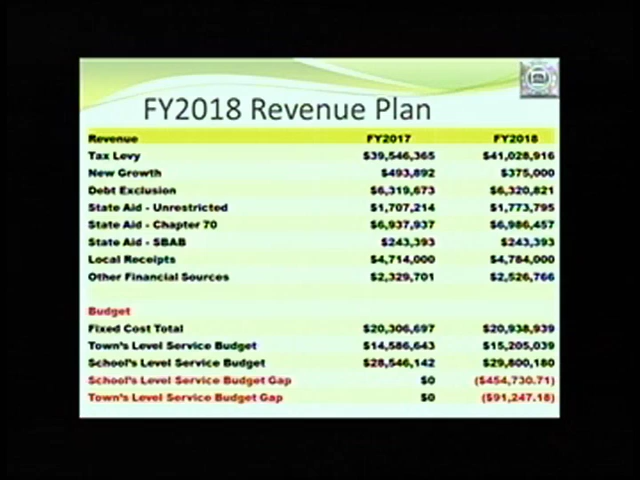 FY2018 Revenue Plan
Revenue FY2017 FY2018
Tax Levy $39,546,365 $41,028,916
New Growth $493,892 $375,000
Debt Exclusion $6,319,673 $6,320,821
State Aid - Unrestricted $1,707,214 $1,773,795
State Aid - Chapter 70 $6,937,937 $6,986,457
State Aid - SBAB $243,393 $243,393
Local Receipts $4,714,000 $4,784,000
Other Financial Sources $2,329,701 $2,526,766
Budget
Fixed Cost Total $20,306,697 $20,938,939
Town's Level Service Budget $14,586,643 $15,205,039
School's Level Service Budget $28,546,142 $29,800,180
School's Level Service Budget Gap $0 ($454,730.71)
Town's Level Service Budget Gap $0 ($91,247.18)